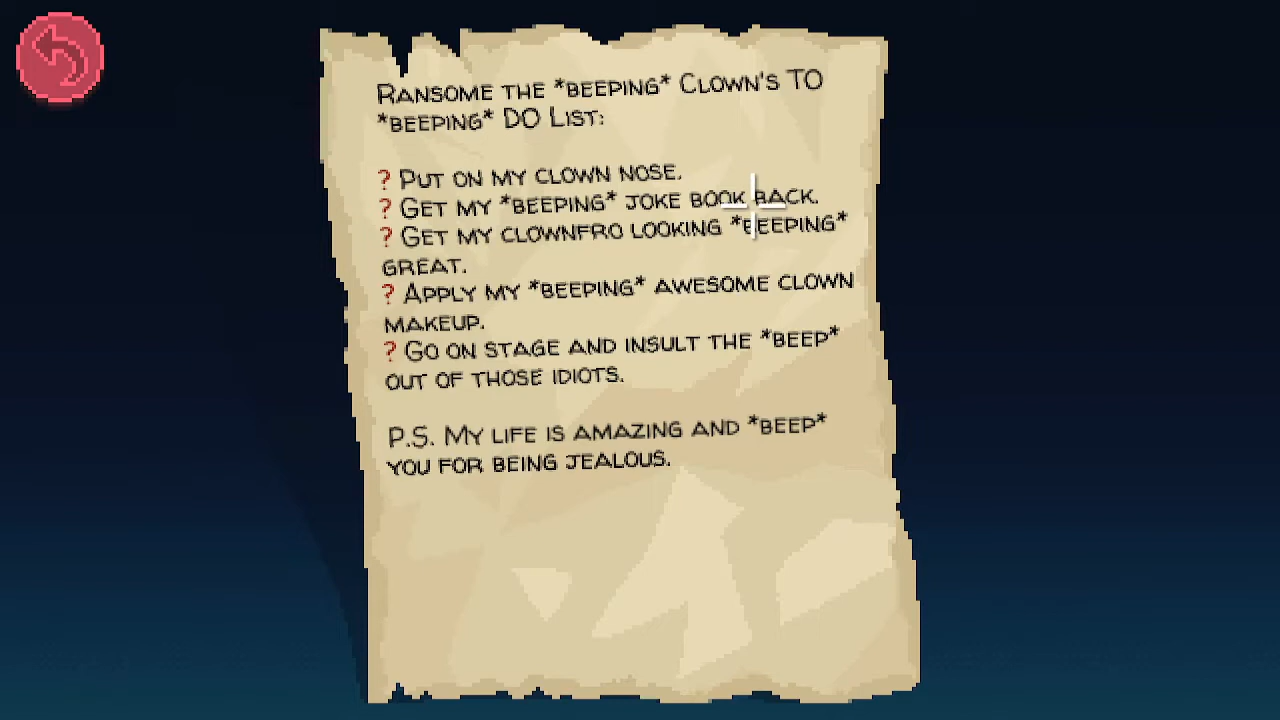 Ransome the *beeping* Clown's TO
*beeping* DO List:
? Put on my clown nose.
? Get my *beeping* joke book back.
? Get my clownfro looking *beeping*
great.
? Apply my *beeping* awesome clown
makeup.
? Go on stage and insult the *beep*
out of those idiots.
P.S. My life is amazing and *beep*
you for being jealous.